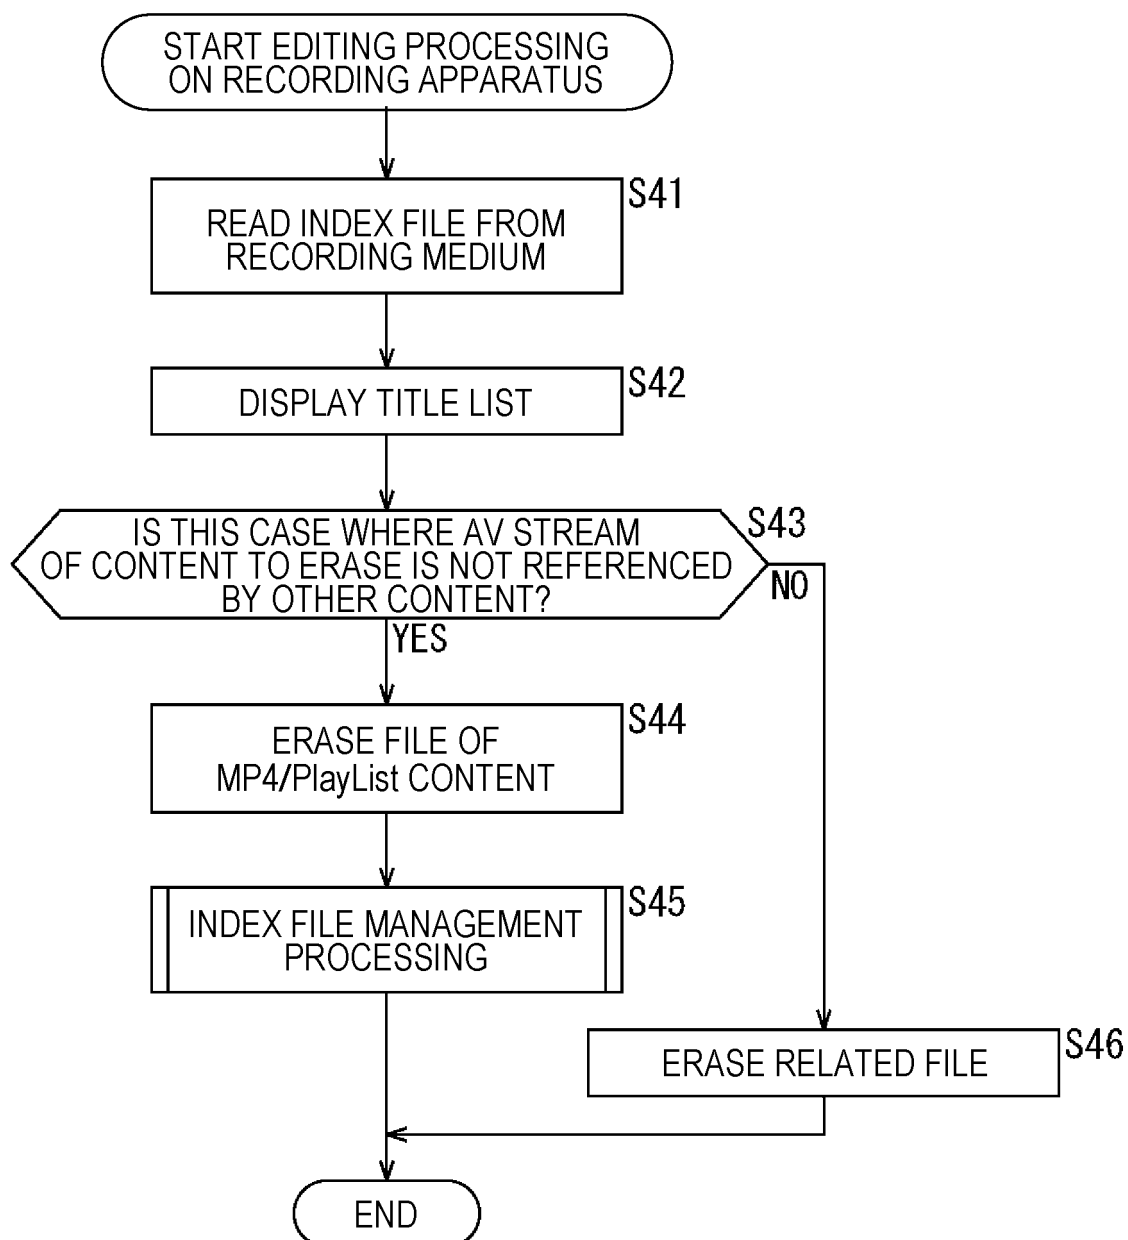 START EDITING PROCESSING
ON RECORDING APPARATUS
S41
READ INDEX FILE FROM
RECORDING MEDIUM
S42
DISPLAY TITLE LIST
S43
IS THIS CASE WHERE AV STREAM
OF CONTENT TO ERASE IS NOT REFERENCED
BY OTHER CONTENT?
NO
YES
S44
ERASE FILE OF
MP4/PlayList CONTENT
S45
INDEX FILE MANAGEMENT
PROCESSING
S46
ERASE RELATED FILE
END